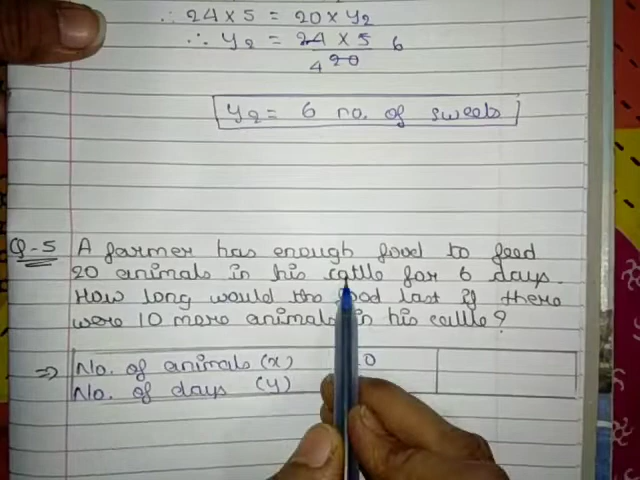 ∴ 24 × 5 = 20 × y2
∴ y2 = 24 × 5 6
4 20
y2 = 6 no. of sweets
Q-5 A farmer has enough food to feed
20 animals in his cattle for 6 days.
How long would the food last if there
were 10 more animals in his cattle?
⇒ No. of animals (x) 0
No. of days (y)